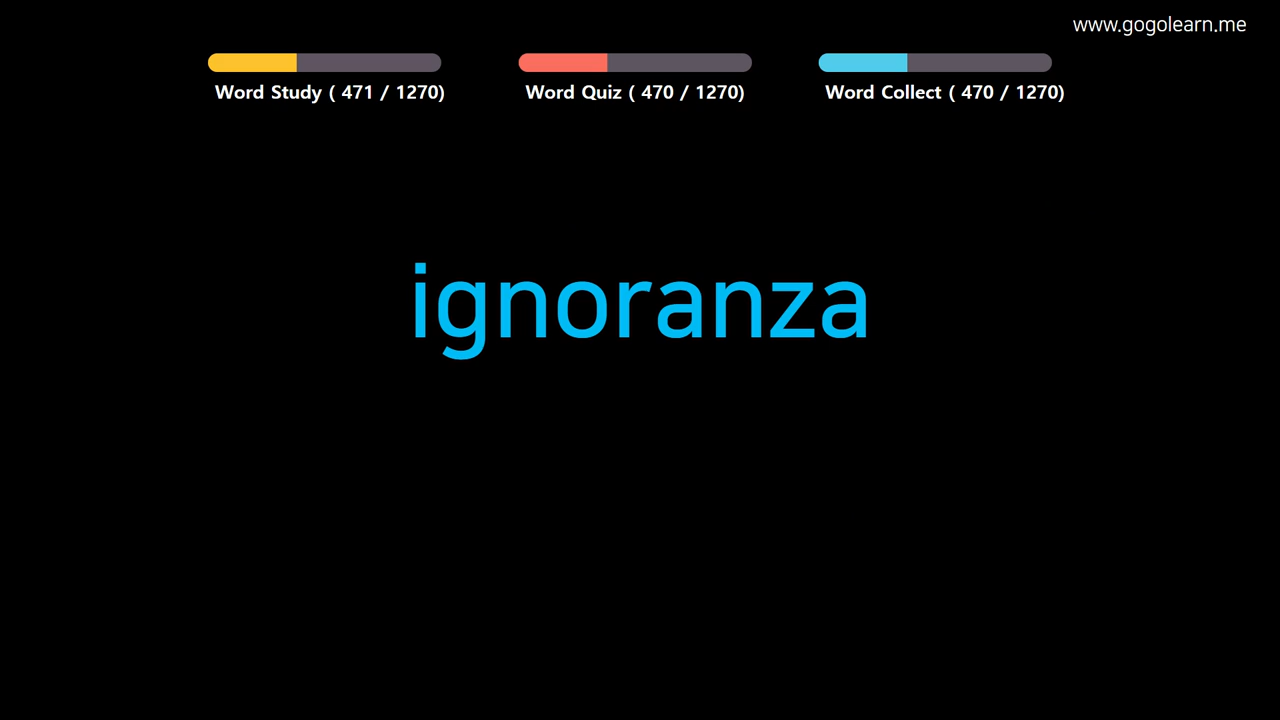 www.gogolearn.me
Word Study ( 471 / 1270)
Word Quiz ( 470 / 1270)
Word Collect ( 470 / 1270)
ignoranza